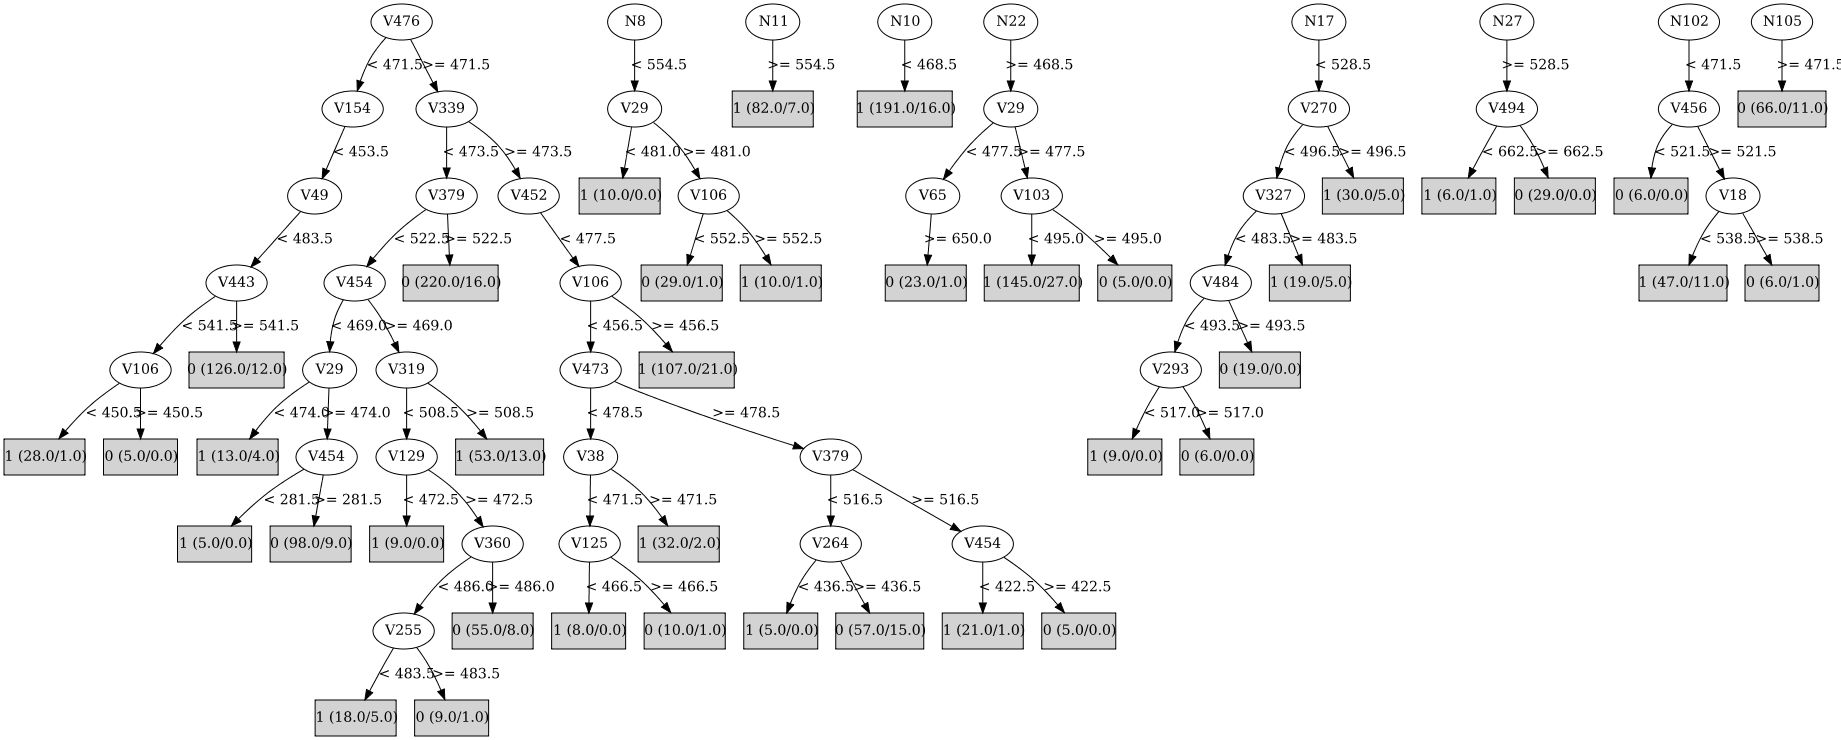 V476 N8 N11 N10 N22 N17 N27 N102 N105
< 471.5 >= 471.5 < 554.5 >= 554.5 < 468.5 >= 468.5 < 528.5 >= 528.5 < 471.5 >= 471.5
V154 V339 V29 1 (82.0/7.0) 1 (191.0/16.0) V29 V270 V494 V456 0 (66.0/11.0)
< 453.5 < 473.5 >= 473.5 < 481.0 >= 481.0 < 477.5 >= 477.5 < 496.5 >= 496.5 < 662.5 >= 662.5 < 521.5 >= 521.5
V49 V379 V452 1 (10.0/0.0) V106 V65 V103 V327 1 (30.0/5.0) 1 (6.0/1.0) 0 (29.0/0.0) 0 (6.0/0.0) V18
< 483.5 < 522.5 >= 522.5 < 477.5 < 552.5 >= 552.5 >= 650.0 < 495.0 >= 495.0 < 483.5 >= 483.5 < 538.5 >= 538.5
V443 V454 0 (220.0/16.0) V106 0 (29.0/1.0) 1 (10.0/1.0) 0 (23.0/1.0) 1 (145.0/27.0) 0 (5.0/0.0) V484 1 (19.0/5.0) 1 (47.0/11.0) 0 (6.0/1.0)
< 541.5 >= 541.5 < 469.0 >= 469.0 < 456.5 >= 456.5 < 493.5 >= 493.5
V106 0 (126.0/12.0) V29 V319 V473 1 (107.0/21.0) V293 0 (19.0/0.0)
< 450.5 >= 450.5 < 474.0 >= 474.0 < 508.5 >= 508.5 < 478.5 >= 478.5 < 517.0 >= 517.0
1 (28.0/1.0) 0 (5.0/0.0) 1 (13.0/4.0) V454 V129 1 (53.0/13.0) V38 V379 1 (9.0/0.0) 0 (6.0/0.0)
< 281.5 >= 281.5 < 472.5 >= 472.5 < 471.5 >= 471.5 < 516.5 >= 516.5
1 (5.0/0.0) 0 (98.0/9.0) 1 (9.0/0.0) V360 V125 1 (32.0/2.0) V264 V454
< 486.0 >= 486.0 < 466.5 >= 466.5 < 436.5 >= 436.5 < 422.5 >= 422.5
V255 0 (55.0/8.0) 1 (8.0/0.0) 0 (10.0/1.0) 1 (5.0/0.0) 0 (57.0/15.0) 1 (21.0/1.0) 0 (5.0/0.0)
< 483.5 >= 483.5
1 (18.0/5.0) 0 (9.0/1.0)